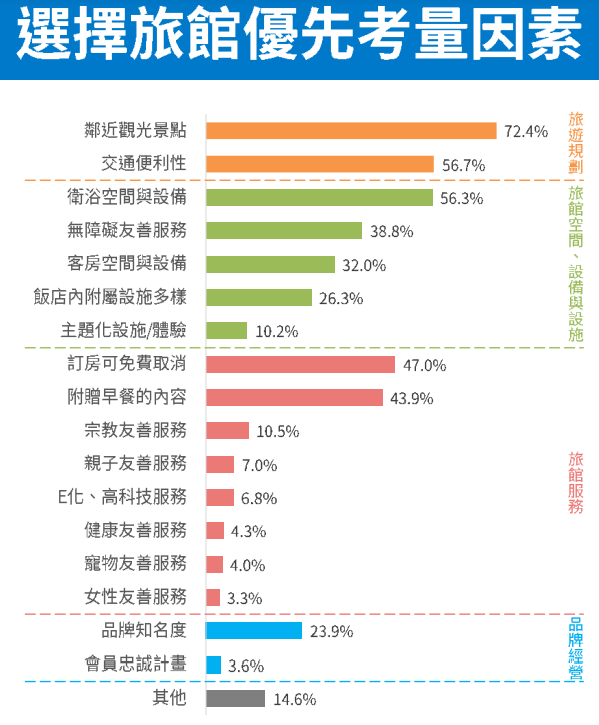 選擇旅館優先考量因素
旅遊規劃
鄰近觀光景點 72.4%
交通便利性 56.7%
旅館空間、設備與設施
衛浴空間與設備 56.3%
無障礙友善服務 38.8%
客房空間與設備 32.0%
飯店內附屬設施多樣 26.3%
主題化設施/體驗 10.2%
旅館服務
訂房可免費取消 47.0%
附贈早餐的內容 43.9%
宗教友善服務 10.5%
親子友善服務 7.0%
E化、高科技服務 6.8%
健康友善服務 4.3%
寵物友善服務 4.0%
女性友善服務 3.3%
品牌經營
品牌知名度 23.9%
會員忠誠計畫 3.6%
其他 14.6%